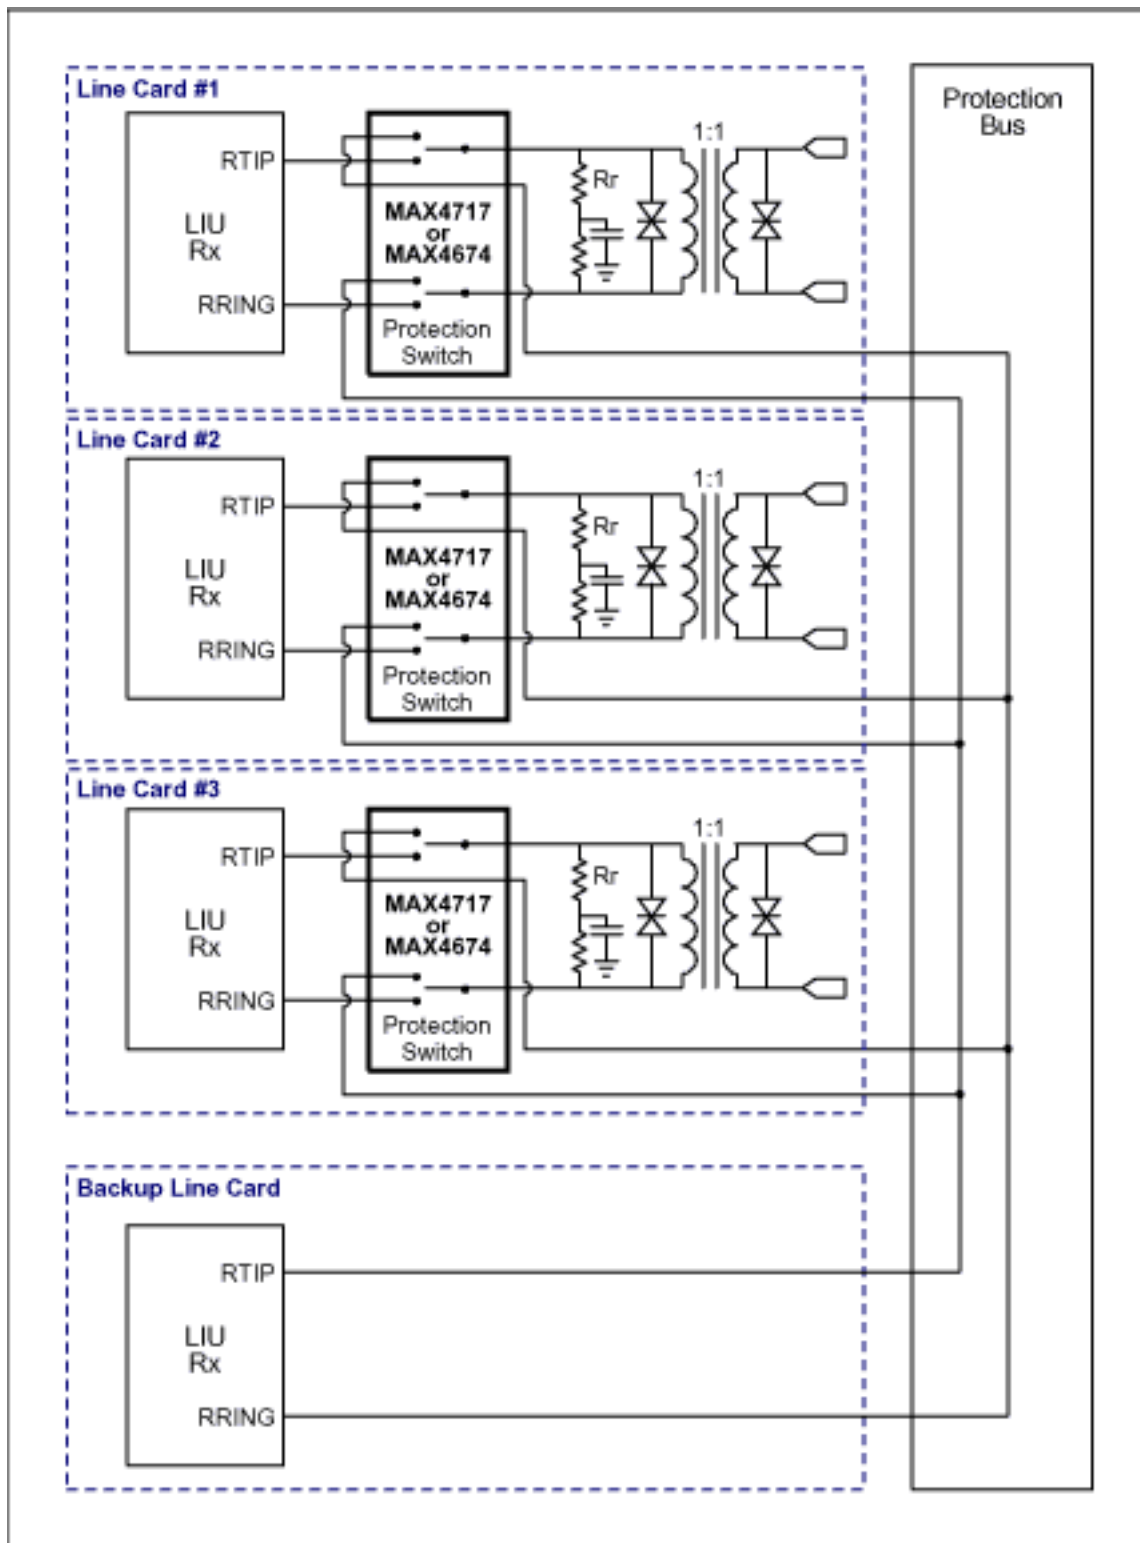 Protection
Bus
Line Card #1
1:1
RTIP
Rr
LIU
Rx
MAX4717
or
MAX4674
RRING
Protection
Switch
Line Card #2
1:1
RTIP
Rr
LIU
Rx
MAX4717
or
MAX4674
RRING
Protection
Switch
Line Card #3
1:1
RTIP
Rr
LIU
Rx
MAX4717
or
MAX4674
RRING
Protection
Switch
Backup Line Card
RTIP
LIU
Rx
RRING